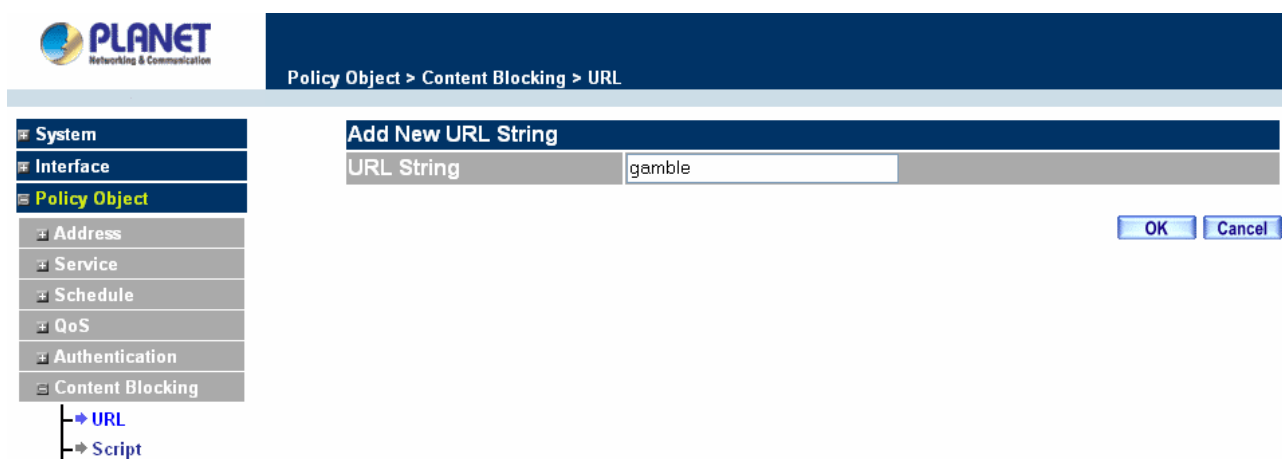 PLANET
Networking & Communication
Policy Object > Content Blocking > URL
System
Interface
Policy Object
Address
Service
Schedule
QoS
Authentication
Content Blocking
URL
Script
Add New URL String
URL String gamble
OK Cancel